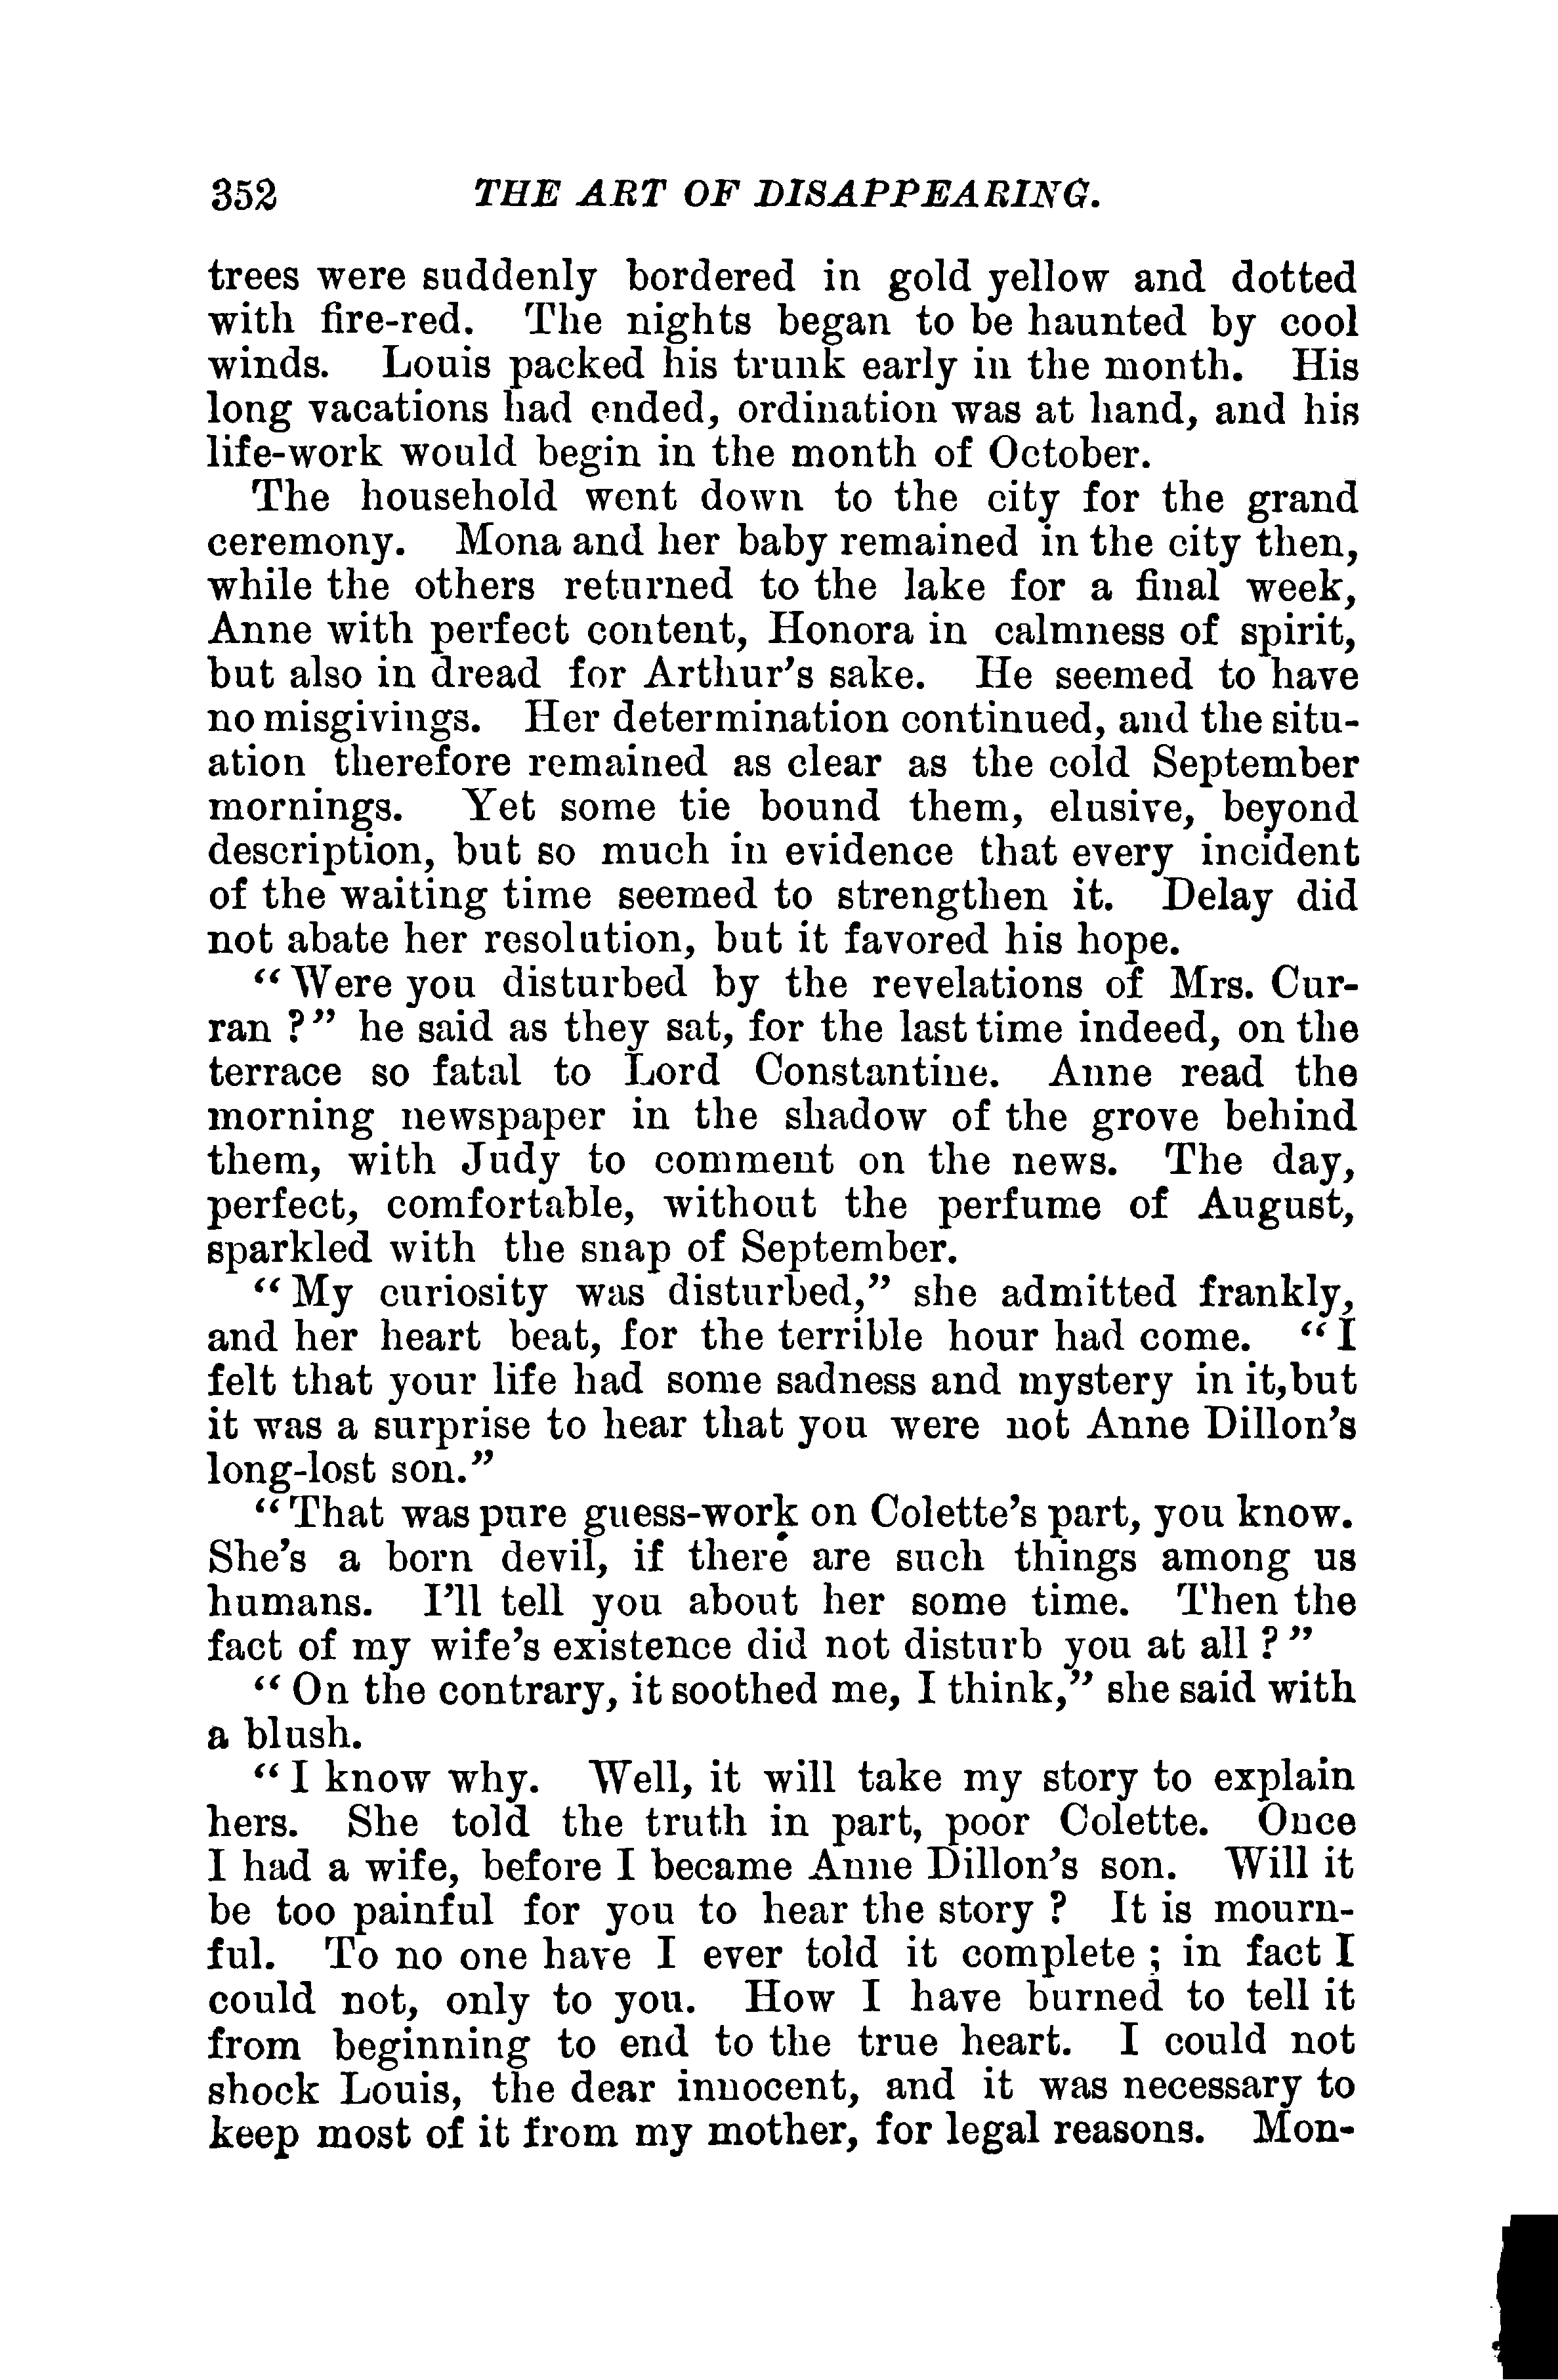 352 THE ART OF DISAPPEARING.
trees were suddenly bordered in gold yellow and dotted
with fire-red. The nights began to be haunted by cool
winds. Louis packed his trunk early in the month. His
long vacations had ended, ordination was at hand, and his
life-work would begin in the month of October.
The household went down to the city for the grand
ceremony. Mona and her baby remained in the city then,
while the others returned to the lake for a final week,
Anne with perfect content, Honora in calmness of spirit,
but also in dread for Arthur's sake. He seemed to have
no misgivings. Her determination continued, and the situ-
ation therefore remained as clear as the cold September
mornings. Yet some tie bound them, elusive, beyond
description, but so much in evidence that every incident
of the waiting time seemed to strengthen it. Delay did
not abate her resolution, but it favored his hope.
“Were you disturbed by the revelations of Mrs. Cur-
ran ?” he said as they sat, for the last time indeed, on the
terrace so fatal to Lord Constantine. Anne read the
morning newspaper in the shadow of the grove behind
them, with Judy to comment on the news. The day,
perfect, comfortable, without the perfume of August,
sparkled with the snap of September.
“My curiosity was disturbed,” she admitted frankly,
and her heart beat, for the terrible hour had come. “I
felt that your life had some sadness and mystery in it,but
it was a surprise to hear that you were not Anne Dillon's
long-lost son.”
“That was pure guess-work on Colette's part, you know.
She's a born devil, if there are such things among us
humans. I'll tell you about her some time. Then the
fact of my wife's existence did not disturb you at all ?”
“On the contrary, it soothed me, I think,” she said with
a blush.
“I know why. Well, it will take my story to explain
hers. She told the truth in part, poor Colette. Once
I had a wife, before I became Anne Dillon's son. Will it
be too painful for you to hear the story ? It is mourn-
ful. To no one have I ever told it complete ; in fact I
could not, only to you. How I have burned to tell it
from beginning to end to the true heart. I could not
shock Louis, the dear innocent, and it was necessary to
keep most of it from my mother, for legal reasons. Mon-